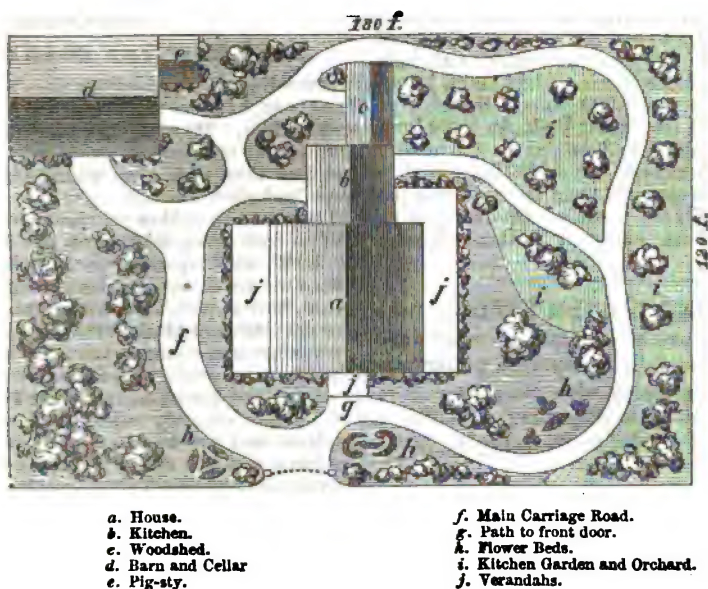 180 f.
e
d
c
i
b
120 f.
j
a
j
i
i
f
j
h
g
h
h
a. House.
b. Kitchen.
c. Woodshed.
d. Barn and Cellar
e. Pig-sty.
f. Main Carriage Road.
g. Path to front door.
h. Flower Beds.
i. Kitchen Garden and Orchard.
j. Verandahs.